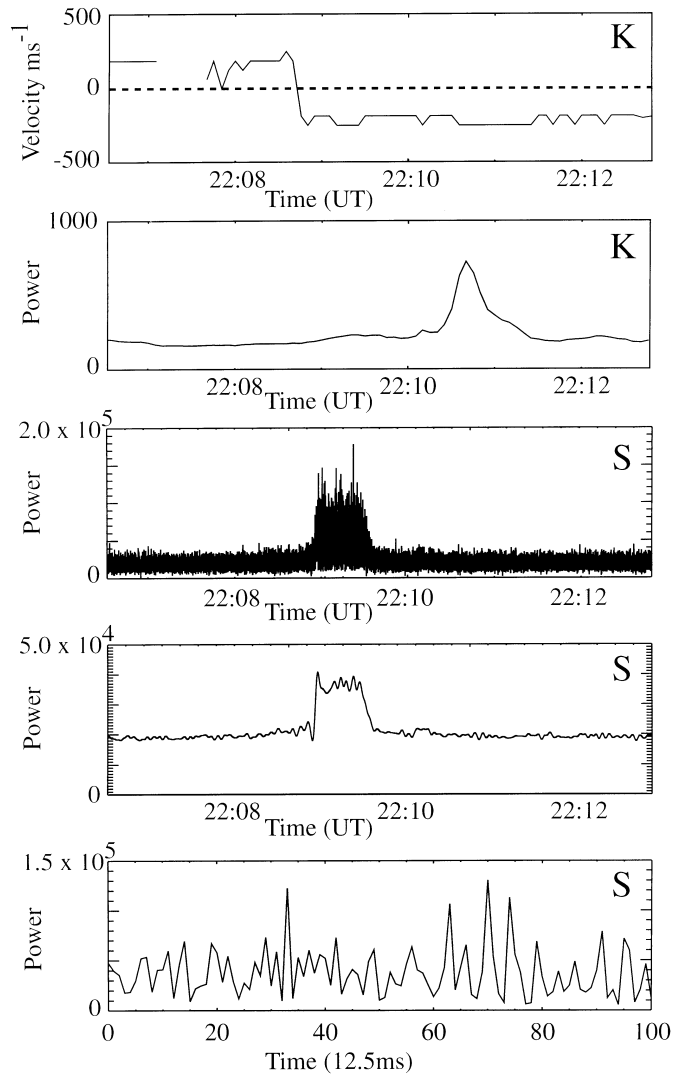 500
K
Velocity ms-1
0
-500
22:08 22:10 22:12
Time (UT)
1000
K
Power
0
22:08 22:10 22:12
Time (UT)
2.0 x 10^5
S
Power
0
22:08 22:10 22:12
Time (UT)
5.0 x 10^4
S
Power
0
22:08 22:10 22:12
Time (UT)
1.5 x 10^5
S
Power
0
0 20 40 60 80 100
Time (12.5ms)